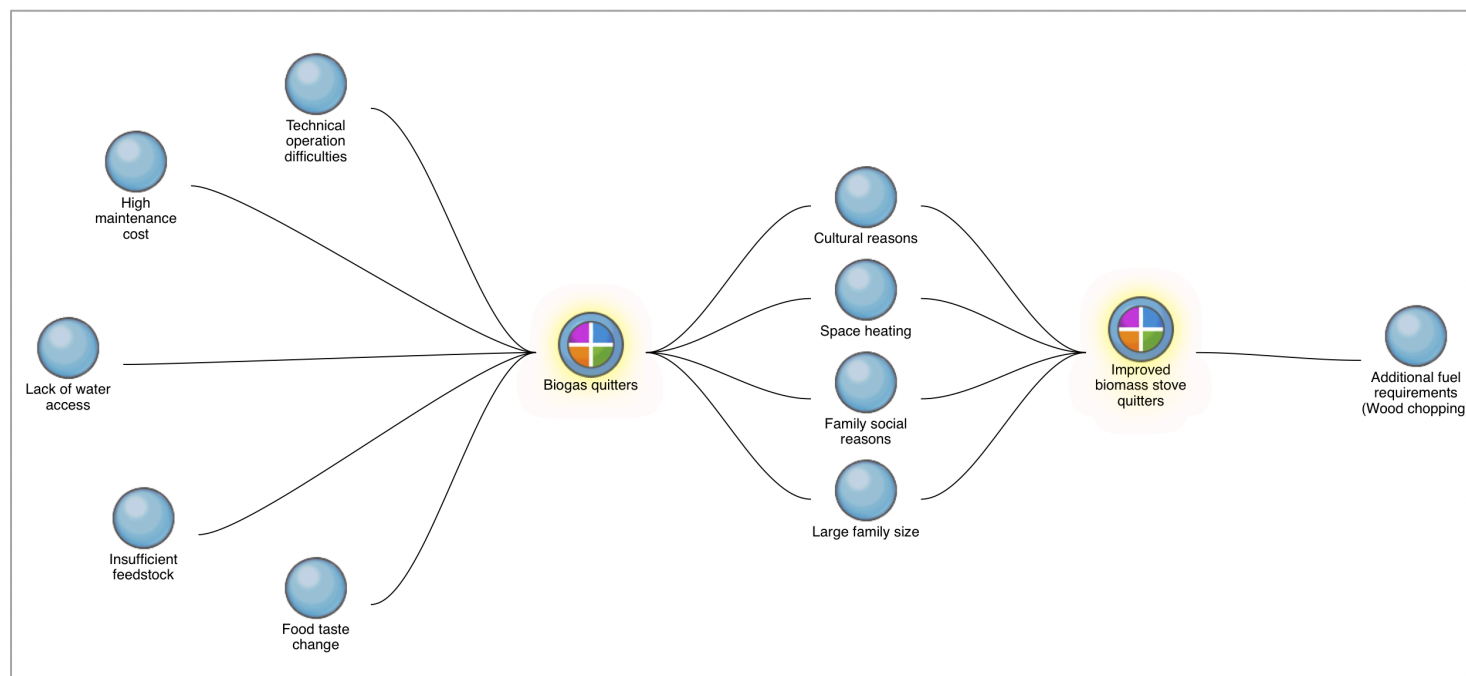 Technical
operation
difficulties
High
maintenance
cost
Lack of water
access
Insufficient
feedstock
Food taste
change
Biogas quitters
Cultural reasons
Space heating
Family social
reasons
Large family size
Improved
biomass stove
quitters
Additional fuel
requirements
(Wood chopping